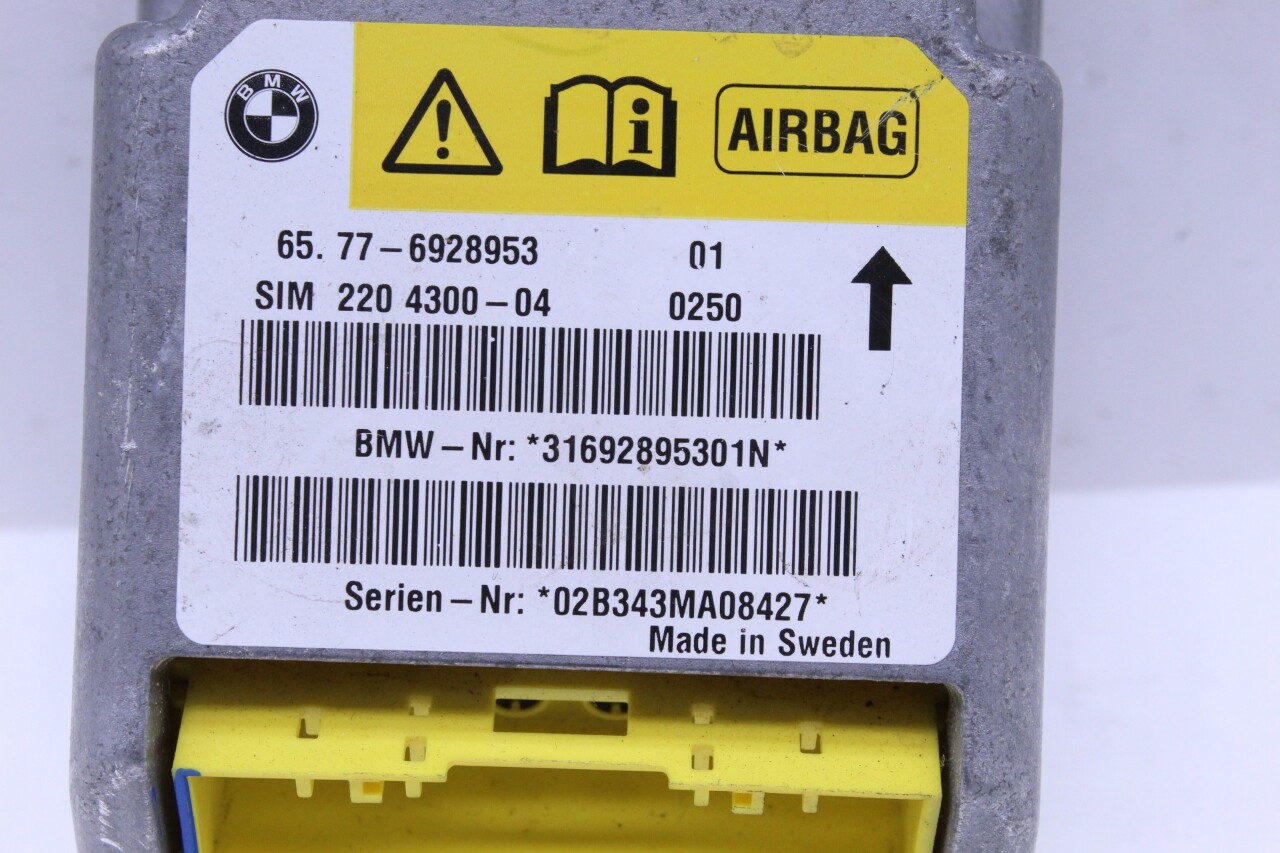 BMW
i
AIRBAG
65. 77-6928953 01
SIM 220 4300-04 0250
BMW-Nr: *31692895301N*
Serien-Nr: *02B343MA08427*
Made in Sweden